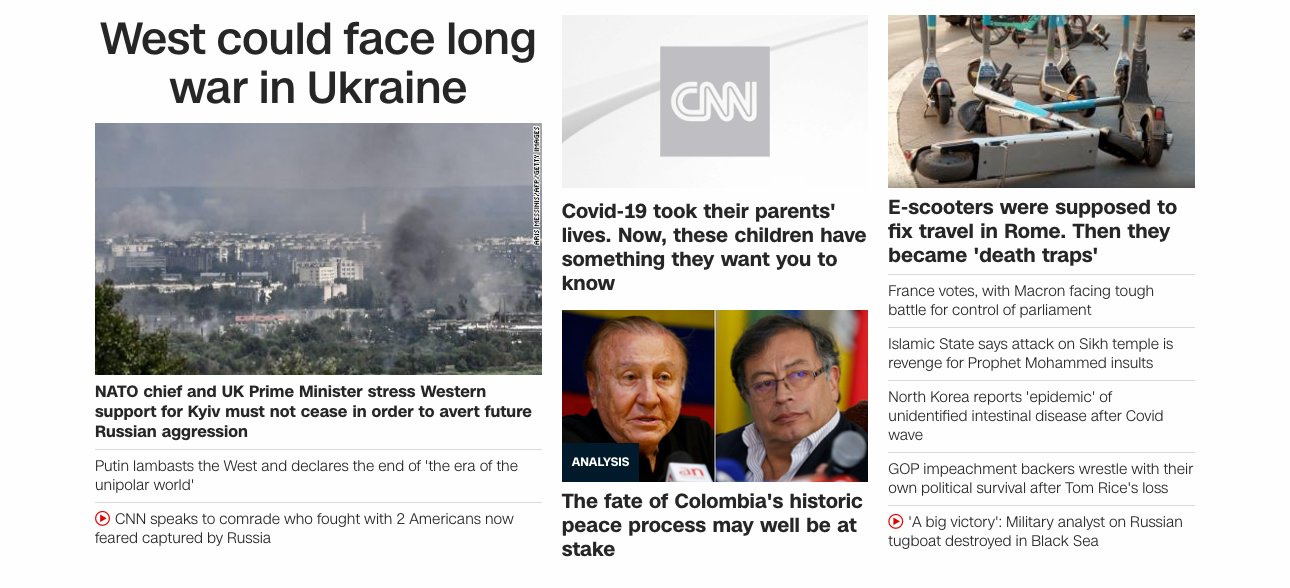 West could face long
war in Ukraine
ARIS MESSINIS/AFP/GETTY IMAGES
NATO chief and UK Prime Minister stress Western
support for Kyiv must not cease in order to avert future
Russian aggression
Putin lambasts the West and declares the end of 'the era of the
unipolar world'
CNN speaks to comrade who fought with 2 Americans now
feared captured by Russia
CNN
Covid-19 took their parents'
lives. Now, these children have
something they want you to
know
ANALYSIS
The fate of Colombia's historic
peace process may well be at
stake
E-scooters were supposed to
fix travel in Rome. Then they
became 'death traps'
France votes, with Macron facing tough
battle for control of parliament
Islamic State says attack on Sikh temple is
revenge for Prophet Mohammed insults
North Korea reports 'epidemic' of
unidentified intestinal disease after Covid
wave
GOP impeachment backers wrestle with their
own political survival after Tom Rice's loss
'A big victory': Military analyst on Russian
tugboat destroyed in Black Sea